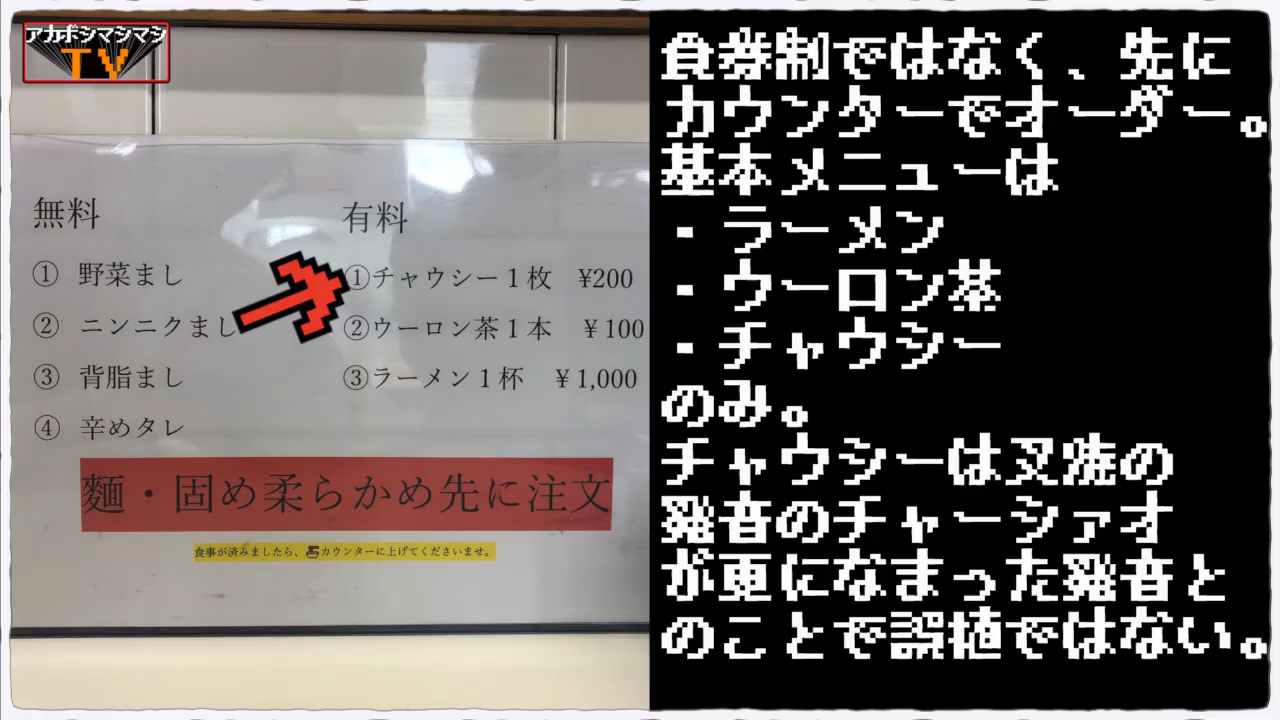 アカボシマシマシ
TV
無料
① 野菜まし
② ニンニクまし
③ 背脂まし
④ 辛めタレ
有料
①チャウシー１枚 ¥200
②ウーロン茶１本 ¥100
③ラーメン１杯 ¥1,000
麺・固め柔らかめ先に注文
食事が済みましたら、カウンターに上げてくださいませ。
食券制ではなく、先に
カウンターでオーダー。
基本メニューは
・ラーメン
・ウーロン茶
・チャウシー
のみ。
チャウシーは叉焼の
発音のチャーシァオ
が更になまった発音と
のことで誤植ではない。